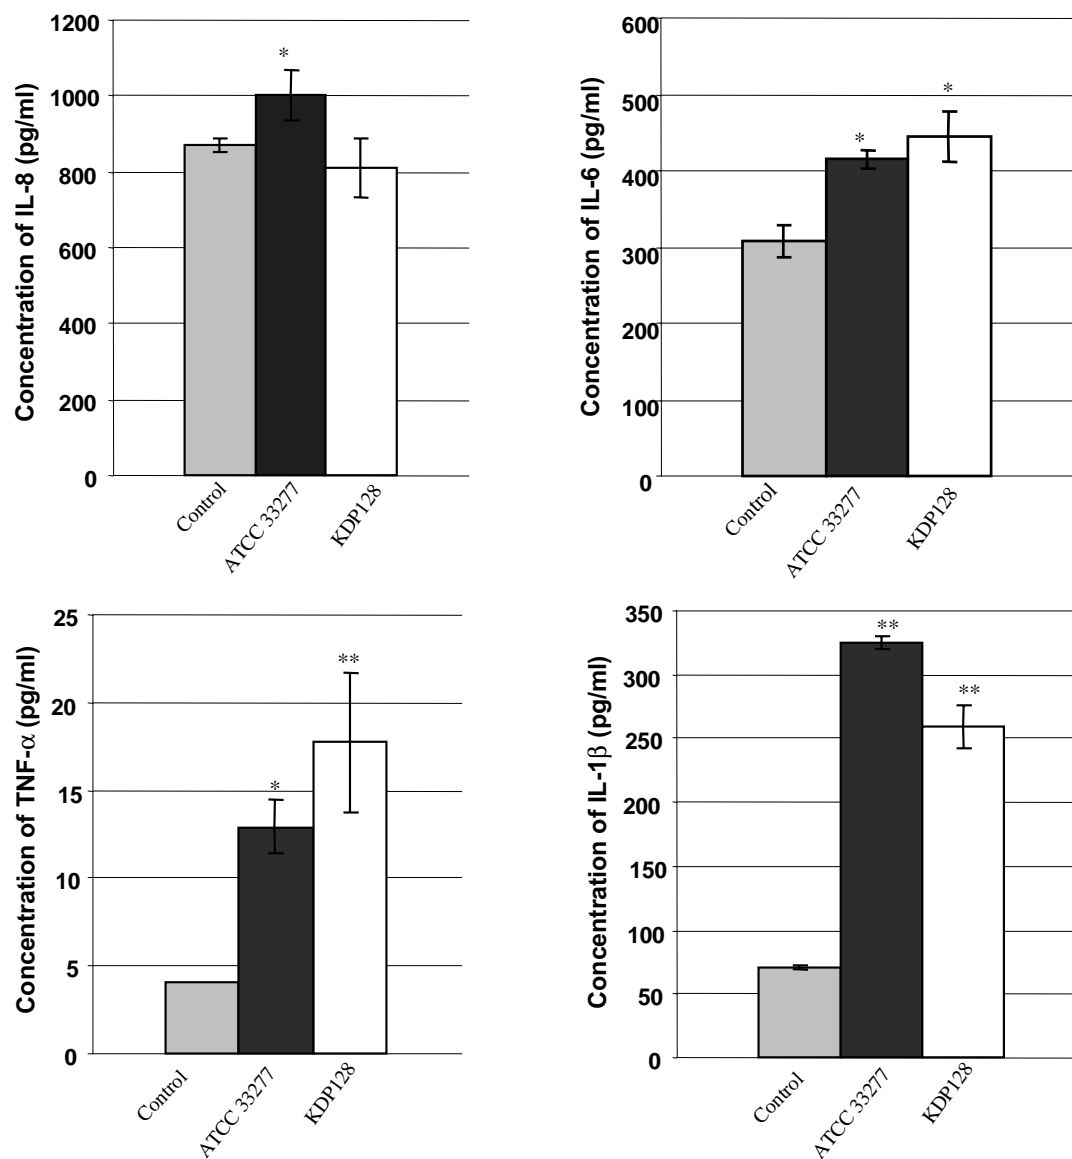 Concentration of IL-8 (pg/ml)
1200
1000
800
600
400
200
0
*
Control
ATCC 33277
KDP128
Concentration of IL-6 (pg/ml)
600
500
400
300
200
100
0
*
*
Control
ATCC 33277
KDP128
Concentration of TNF-α (pg/ml)
25
20
15
10
5
0
*
**
Control
ATCC 33277
KDP128
Concentration of IL-1β (pg/ml)
350
300
250
200
150
100
50
0
**
**
Control
ATCC 33277
KDP128